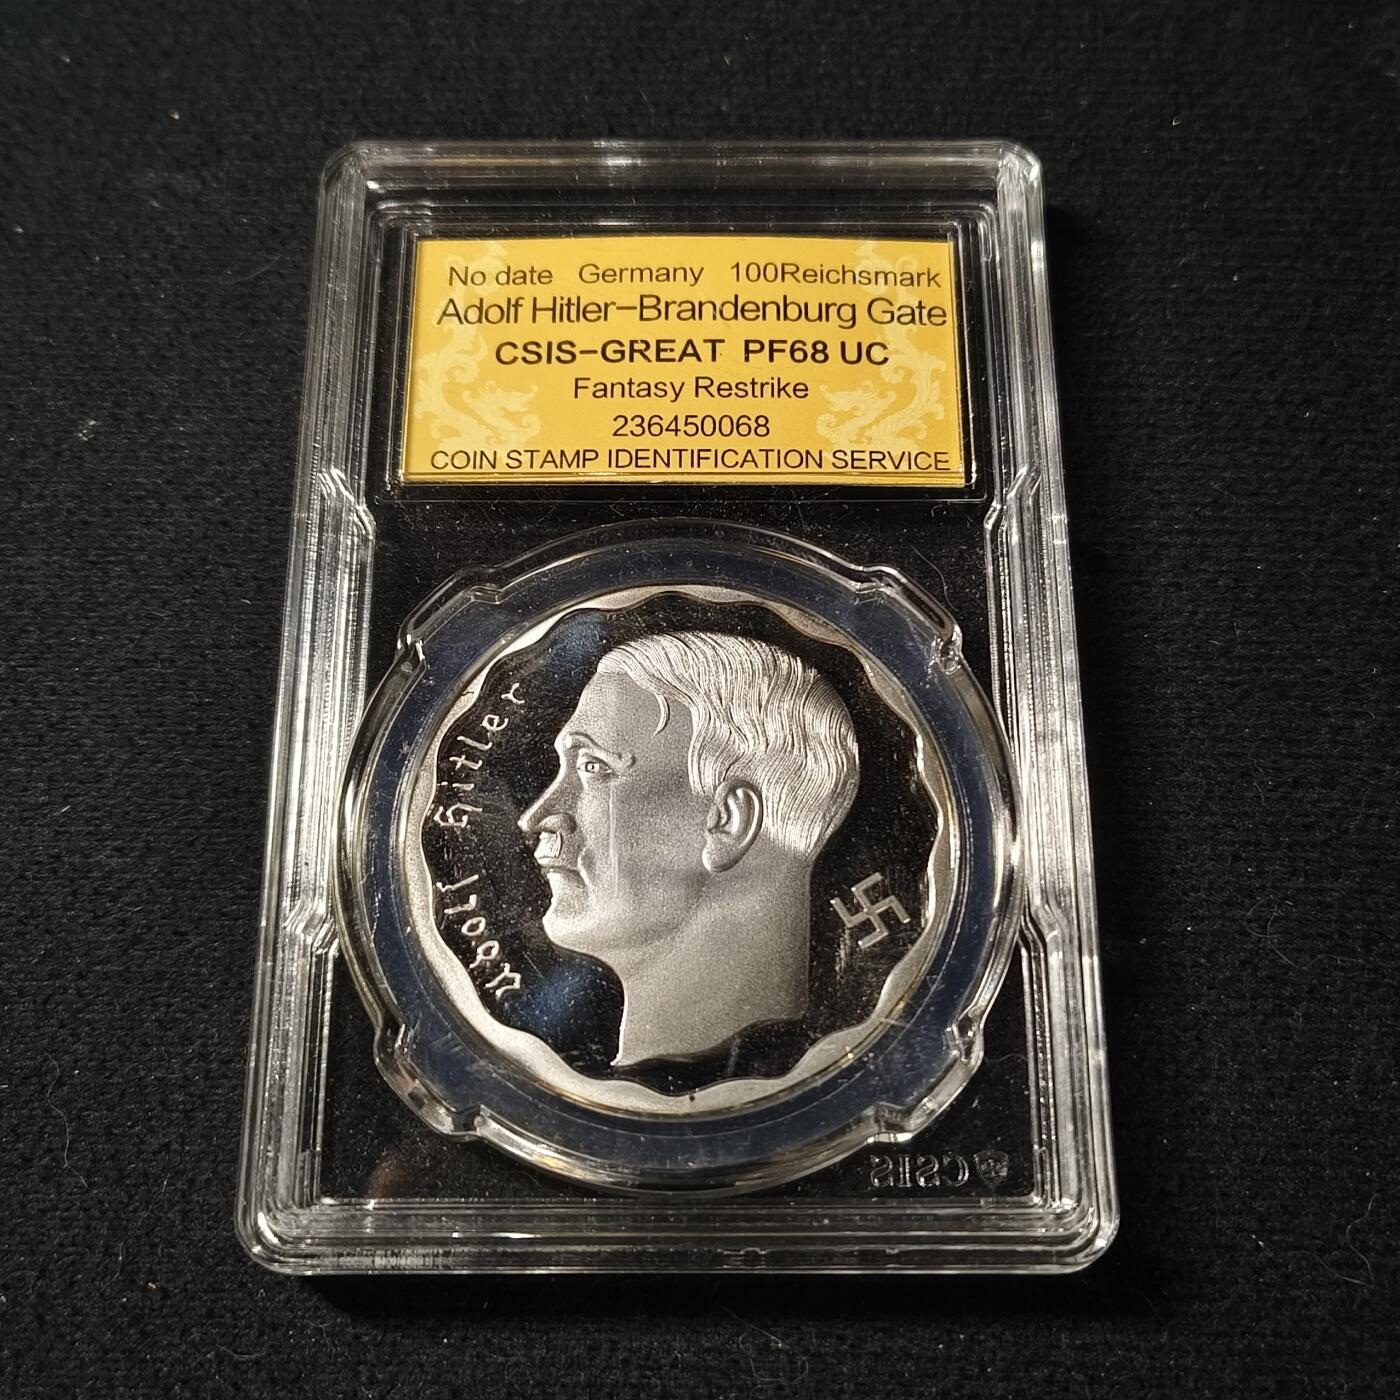 No date Germany 100Reichsmark
Adolf Hitler-Brandenburg Gate
CSIS-GREAT PF68 UC
Fantasy Restrike
236450068
COIN STAMP IDENTIFICATION SERVICE
Adolf Hitler
CSIS